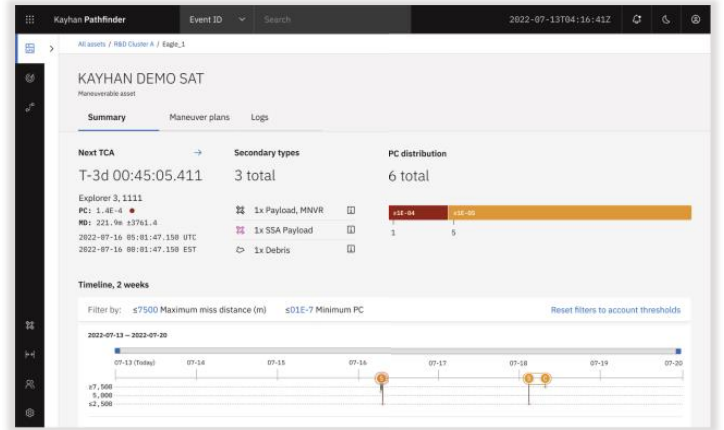 Kayhan Pathfinder
Event ID
Search
2022-07-13T04:16:41Z
All assets / R&D Cluster A / Eagle_1
KAYHAN DEMO SAT
Maneuverable asset
Summary
Maneuver plans
Logs
Next TCA
T-3d 00:45:05.411
Explorer 3, 1111
PC: 1.4E-4
MD: 221.9m ±3761.4
2022-07-16 05:01:47.150 UTC
2022-07-16 00:01:47.150 EST
Secondary types
3 total
1x Payload, MNVR
1x SSA Payload
1x Debris
PC distribution
6 total
≤1E-04
≤1E-05
1
5
Timeline, 2 weeks
Filter by: ≤7500 Maximum miss distance (m) ≤01E-7 Minimum PC
Reset filters to account thresholds
2022-07-13 — 2022-07-20
07-13 (Today) 07-14 07-15 07-16 07-17 07-18 07-19 07-20
≥7,500
5,000
≤2,500